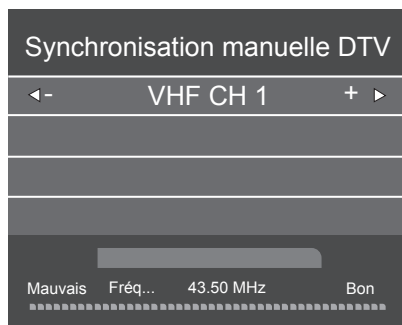 Synchronisation manuelle DTV
- VHF CH 1 +
Mauvais Fréq... 43.50 MHz Bon